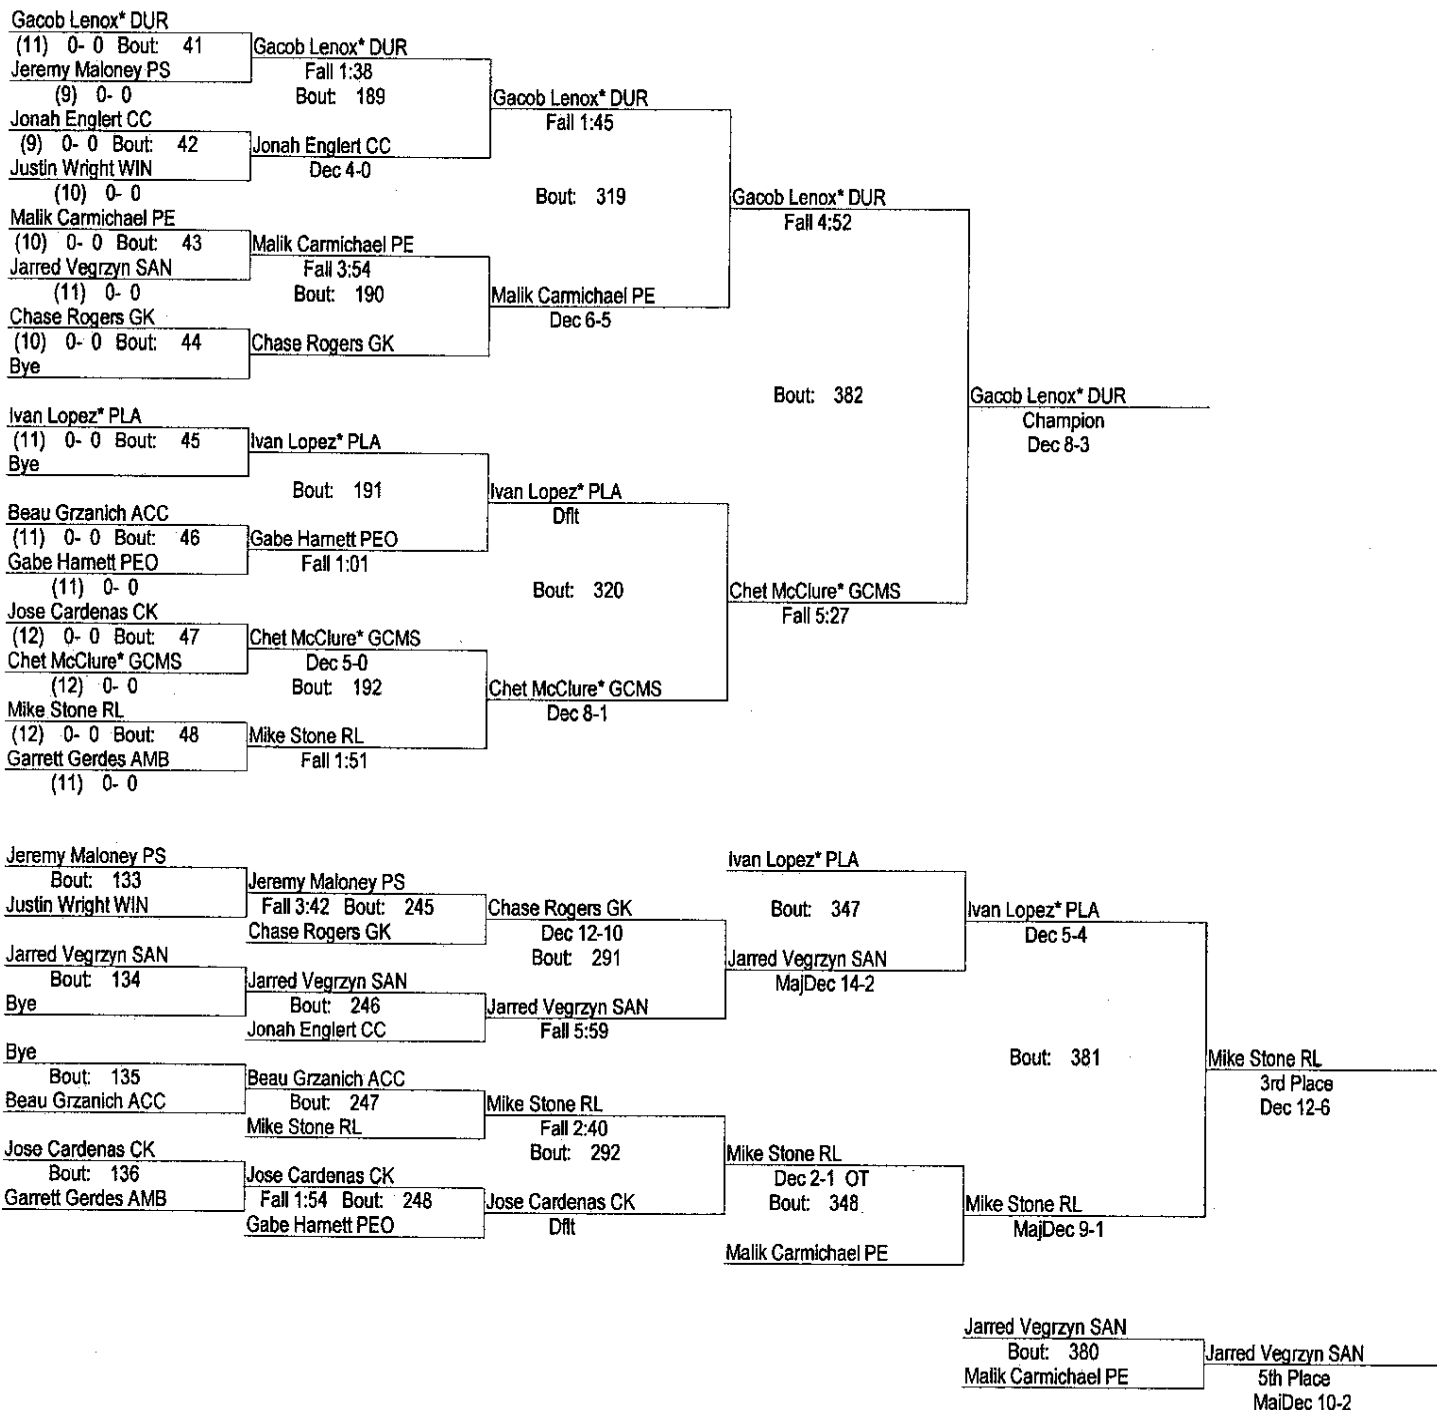 Gacob Lenox* DUR
(11) 0- 0 Bout: 41
Jeremy Maloney PS
(9) 0- 0
Jonah Englert CC
(9) 0- 0 Bout: 42
Justin Wright WIN
(10) 0- 0
Malik Carmichael PE
(10) 0- 0 Bout: 43
Jarred Vegrzyn SAN
(11) 0- 0
Chase Rogers GK
(10) 0- 0 Bout: 44
Bye
Ivan Lopez* PLA
(11) 0- 0 Bout: 45
Bye
Beau Grzanich ACC
(11) 0- 0 Bout: 46
Gabe Harnett PEO
(11) 0- 0
Jose Cardenas CK
(12) 0- 0 Bout: 47
Chet McClure* GCMS
(12) 0- 0
Mike Stone RL
(12) 0- 0 Bout: 48
Garrett Gerdes AMB
(11) 0- 0
Gacob Lenox* DUR
Fall 1:38
Bout: 189
Jonah Englert CC
Dec 4-0
Malik Carmichael PE
Fall 3:54
Bout: 190
Chase Rogers GK
Ivan Lopez* PLA
Bout: 191
Gabe Harnett PEO
Fall 1:01
Chet McClure* GCMS
Dec 5-0
Bout: 192
Mike Stone RL
Fall 1:51
Gacob Lenox* DUR
Fall 1:45
Bout: 319
Malik Carmichael PE
Dec 6-5
Ivan Lopez* PLA
Dflt
Bout: 320
Chet McClure* GCMS
Dec 8-1
Gacob Lenox* DUR
Fall 4:52
Bout: 382
Chet McClure* GCMS
Fall 5:27
Gacob Lenox* DUR
Champion
Dec 8-3
Jeremy Maloney PS
Bout: 133
Justin Wright WIN
Jarred Vegrzyn SAN
Bout: 134
Bye
Bye
Bout: 135
Beau Grzanich ACC
Jose Cardenas CK
Bout: 136
Garrett Gerdes AMB
Jeremy Maloney PS
Fall 3:42 Bout: 245
Chase Rogers GK
Jarred Vegrzyn SAN
Bout: 246
Jonah Englert CC
Beau Grzanich ACC
Bout: 247
Mike Stone RL
Jose Cardenas CK
Fall 1:54 Bout: 248
Gabe Harnett PEO
Chase Rogers GK
Dec 12-10
Bout: 291
Jarred Vegrzyn SAN
Fall 5:59
Mike Stone RL
Fall 2:40
Bout: 292
Jose Cardenas CK
Dflt
Ivan Lopez* PLA
Bout: 347
Jarred Vegrzyn SAN
MajDec 14-2
Mike Stone RL
Dec 2-1 OT
Bout: 348
Malik Carmichael PE
Ivan Lopez* PLA
Dec 5-4
Bout: 381
Mike Stone RL
MajDec 9-1
Mike Stone RL
3rd Place
Dec 12-6
Jarred Vegrzyn SAN
Bout: 380
Malik Carmichael PE
Jarred Vegrzyn SAN
5th Place
MajDec 10-2